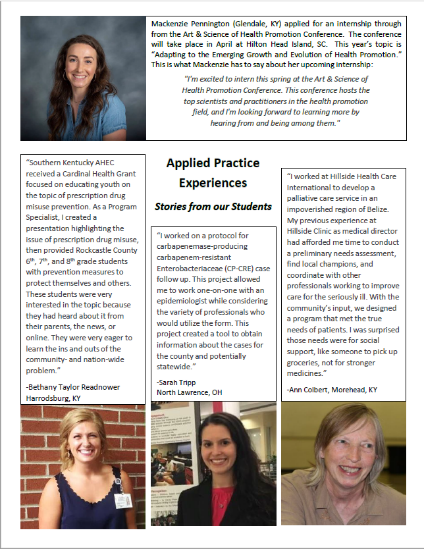 Mackenzie Pennington (Glendale, KY) applied for an internship through
from the Art & Science of Health Promotion Conference. The conference
will take place in April at Hilton Head Island, SC. This year's topic is
"Adapting to the Emerging Growth and Evolution of Health Promotion."
This is what Mackenzie has to say about her upcoming internship:
"I'm excited to intern this spring at the Art & Science of
Health Promotion Conference. This conference hosts the
top scientists and practitioners in the health promotion
field, and I'm looking forward to learning more by
hearing from and being among them."
"Southern Kentucky AHEC
received a Cardinal Health Grant
focused on educating youth on
the topic of prescription drug
misuse prevention. As a Program
Specialist, I created a
presentation highlighting the
issue of prescription drug misuse,
then provided Rockcastle County
6th, 7th, and 8th grade students
with prevention measures to
protect themselves and others.
These students were very
interested in the topic because
they had heard about it from
their parents, the news, or
online. They were very eager to
learn the ins and outs of the
community- and nation-wide
problem."
-Bethany Taylor Readnower
Harrodsburg, KY
Applied Practice
Experiences
Stories from our Students
"I worked on a protocol for
carbapenemase-producing
carbapenem-resistant
Enterobacteriaceae (CP-CRE) case
follow up. This project allowed
me to work one-on-one with an
epidemiologist while considering
the variety of professionals who
would utilize the form. This
project created a tool to obtain
information about the cases for
the county and potentially
statewide."
-Sarah Tripp
North Lawrence, OH
"I worked at Hillside Health Care
International to develop a
palliative care service in an
impoverished region of Belize.
My previous experience at
Hillside Clinic as medical director
had afforded me time to conduct
a preliminary needs assessment,
find local champions, and
coordinate with other
professionals working to improve
care for the seriously ill. With the
community's input, we designed
a program that met the true
needs of patients. I was surprised
those needs were for social
support, like someone to pick up
groceries, not for stronger
medicines."
-Ann Colbert, Morehead, KY